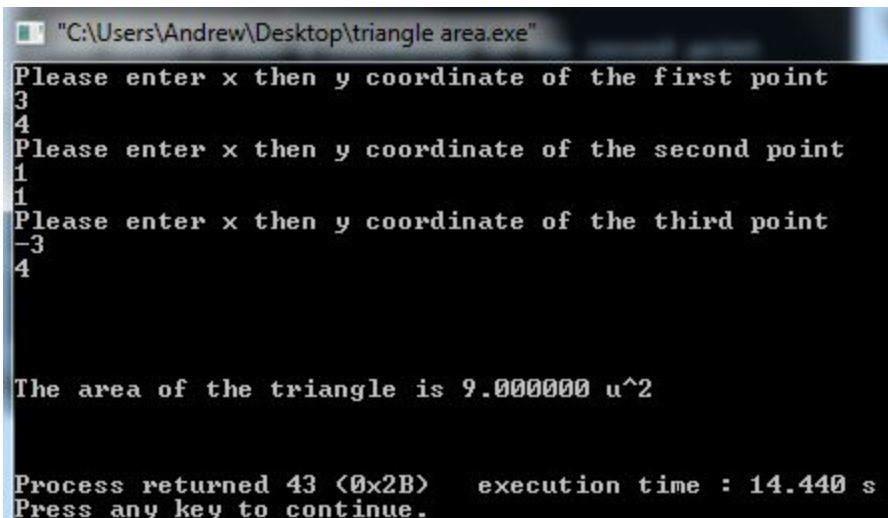 "C:\Users\Andrew\Desktop\triangle area.exe"
Please enter x then y coordinate of the first point
3
4
Please enter x then y coordinate of the second point
1
1
Please enter x then y coordinate of the third point
-3
4
The area of the triangle is 9.000000 u^2
Process returned 43 (0x2B)   execution time : 14.440 s
Press any key to continue.